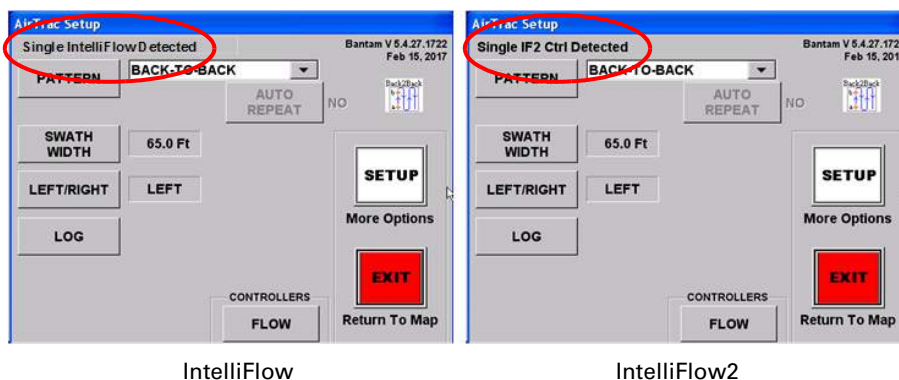 AirTrac Setup
Single IntelliFlow Detected
Bantam V 5.4.27.1722
Feb 15, 2017
PATTERN
BACK-TO-BACK
Back2Back
AUTO
REPEAT
NO
SWATH
WIDTH
65.0 Ft
SETUP
LEFT/RIGHT
LEFT
More Options
LOG
EXIT
CONTROLLERS
FLOW
Return To Map
IntelliFlow
AirTrac Setup
Single IF2 Ctrl Detected
Bantam V 5.4.27.172
Feb 15, 201
PATTERN
BACK-TO-BACK
Back2Back
AUTO
REPEAT
NO
SWATH
WIDTH
65.0 Ft
SETUP
LEFT/RIGHT
LEFT
More Options
LOG
EXIT
CONTROLLERS
FLOW
Return To Map
IntelliFlow2